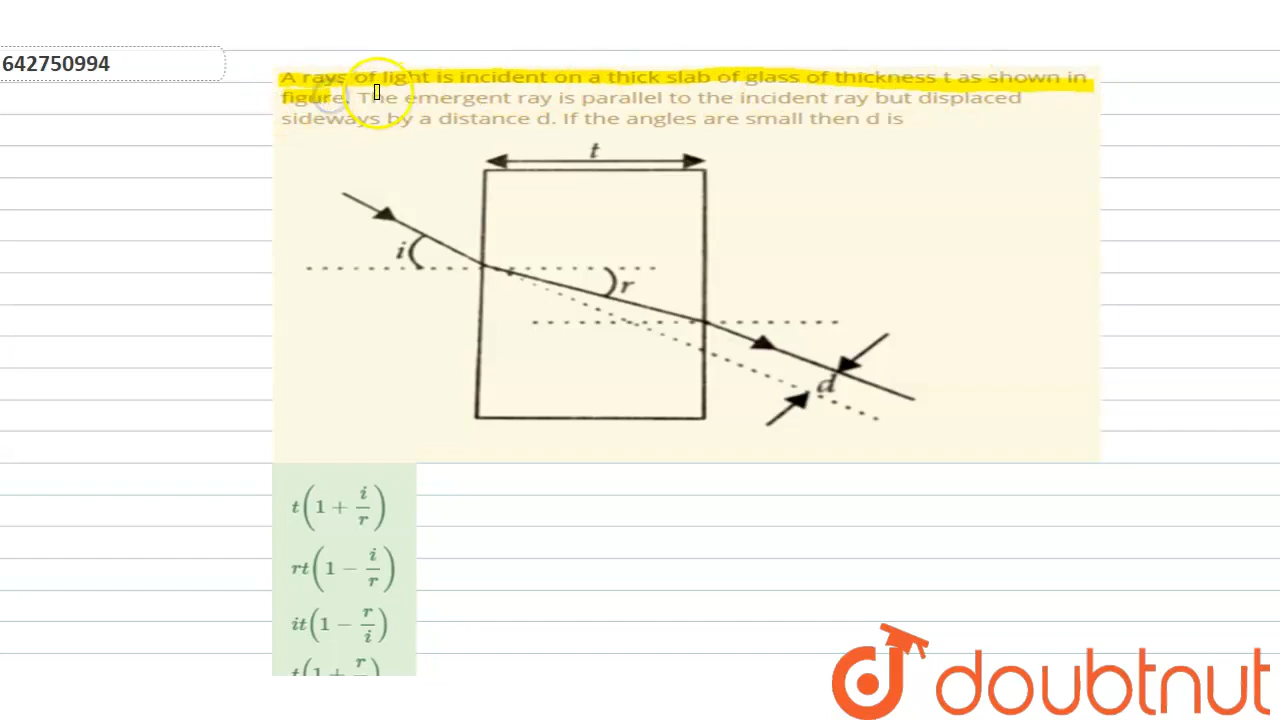 642750994
A rays of light is incident on a thick slab of glass of thickness t as shown in
figure. The emergent ray is parallel to the incident ray but displaced
sideways by a distance d. If the angles are small then d is
t
i
r
d
t(1 + i/r)
rt(1 − i/r)
it(1 − r/i)
t(1 + r
doubtnut